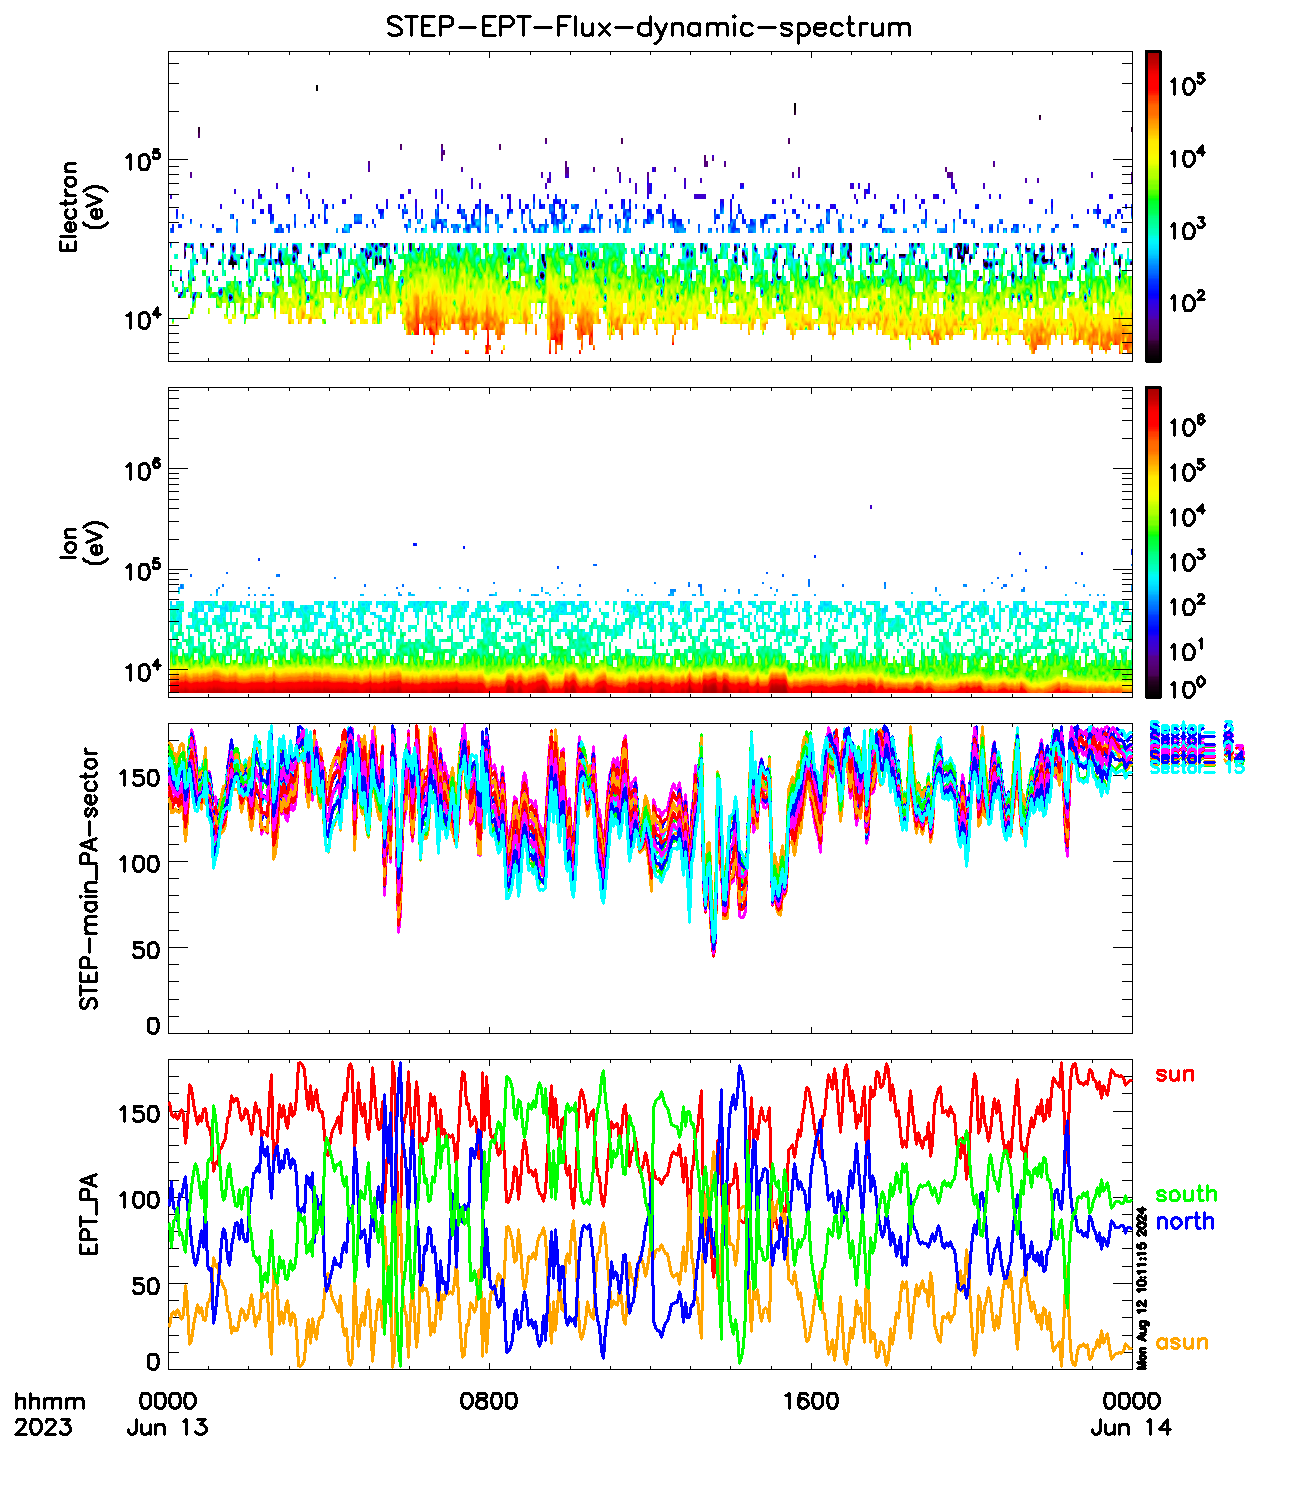 STEP-EPT-Flux-dynamic-spectrum
Electron
(eV)
10^5
10^4
10^5
10^4
10^3
10^2
Ion
(eV)
10^6
10^5
10^4
10^6
10^5
10^4
10^3
10^2
10^1
10^0
STEP-main_PA-sector
150
100
50
0
Sector
Sector= 15
EPT_PA
150
100
50
0
sun
south
north
asun
Mon Aug 12 10:11:15 2024
hhmm
2023
0000
0800
1600
0000
Jun 13
Jun 14